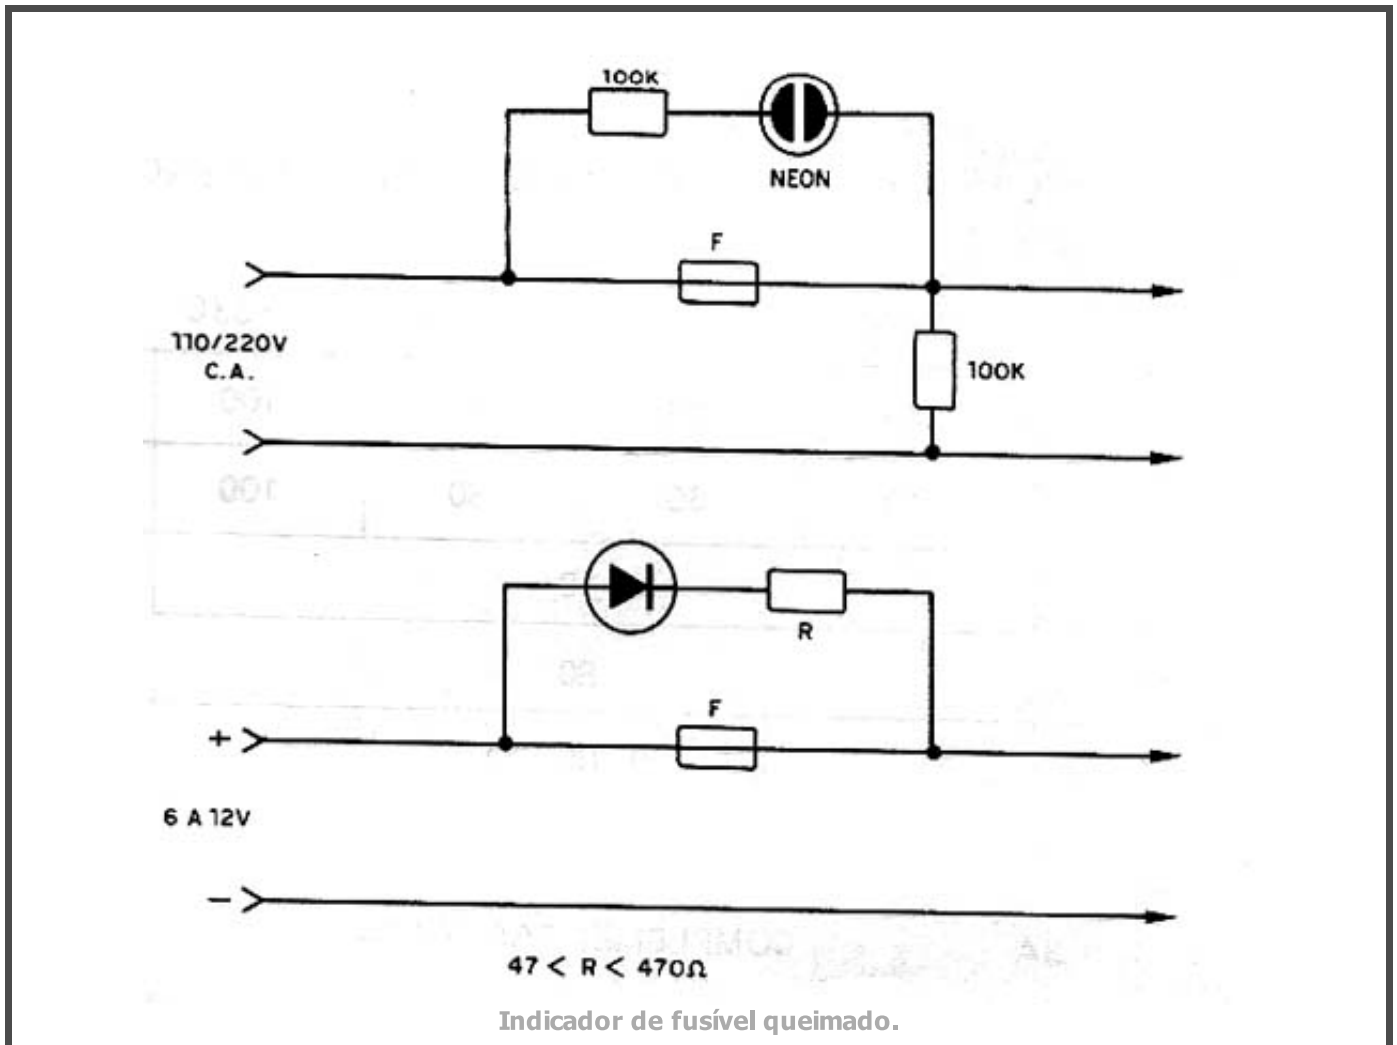 100K
NEON
F
110/220V
C.A.
100K
R
F
+
6 A 12V
-
47 < R < 470Ω
Indicador de fusível queimado.